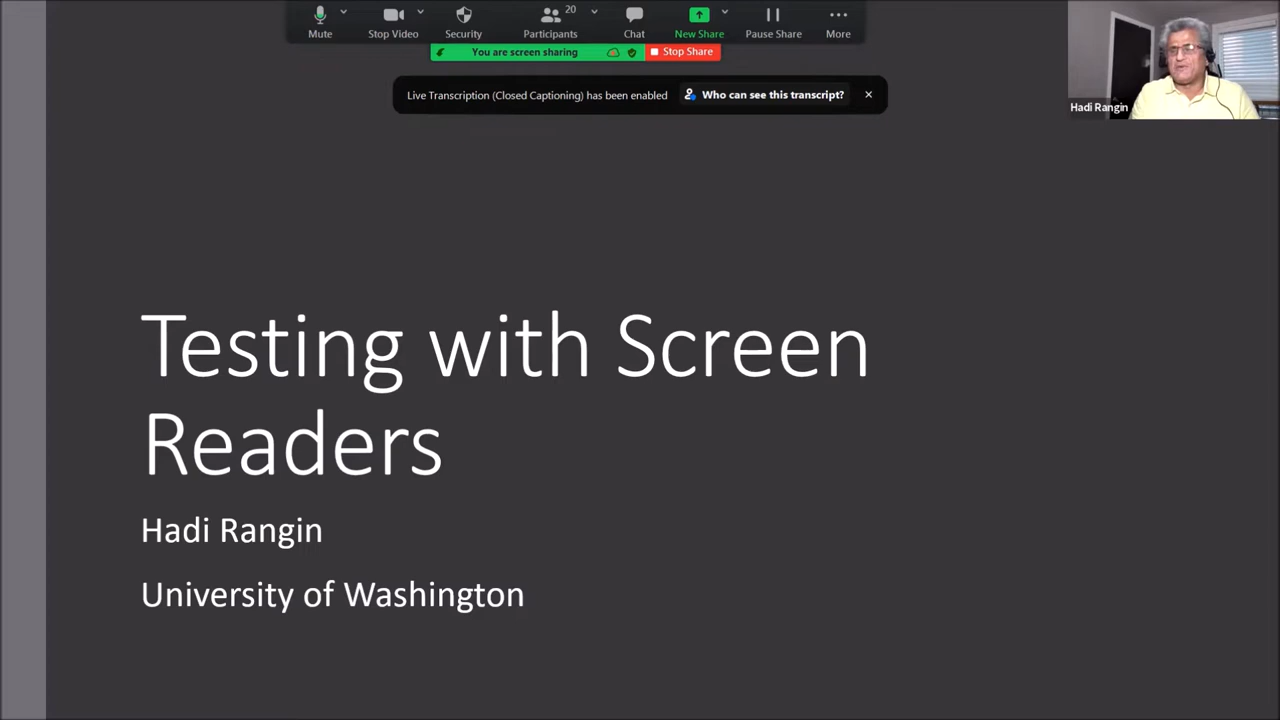 Mute
Stop Video
Security
Participants
20
Chat
New Share
Pause Share
More
You are screen sharing
Stop Share
Live Transcription (Closed Captioning) has been enabled
Who can see this transcript?
Hadi Rangin
Testing with Screen
Readers
Hadi Rangin
University of Washington